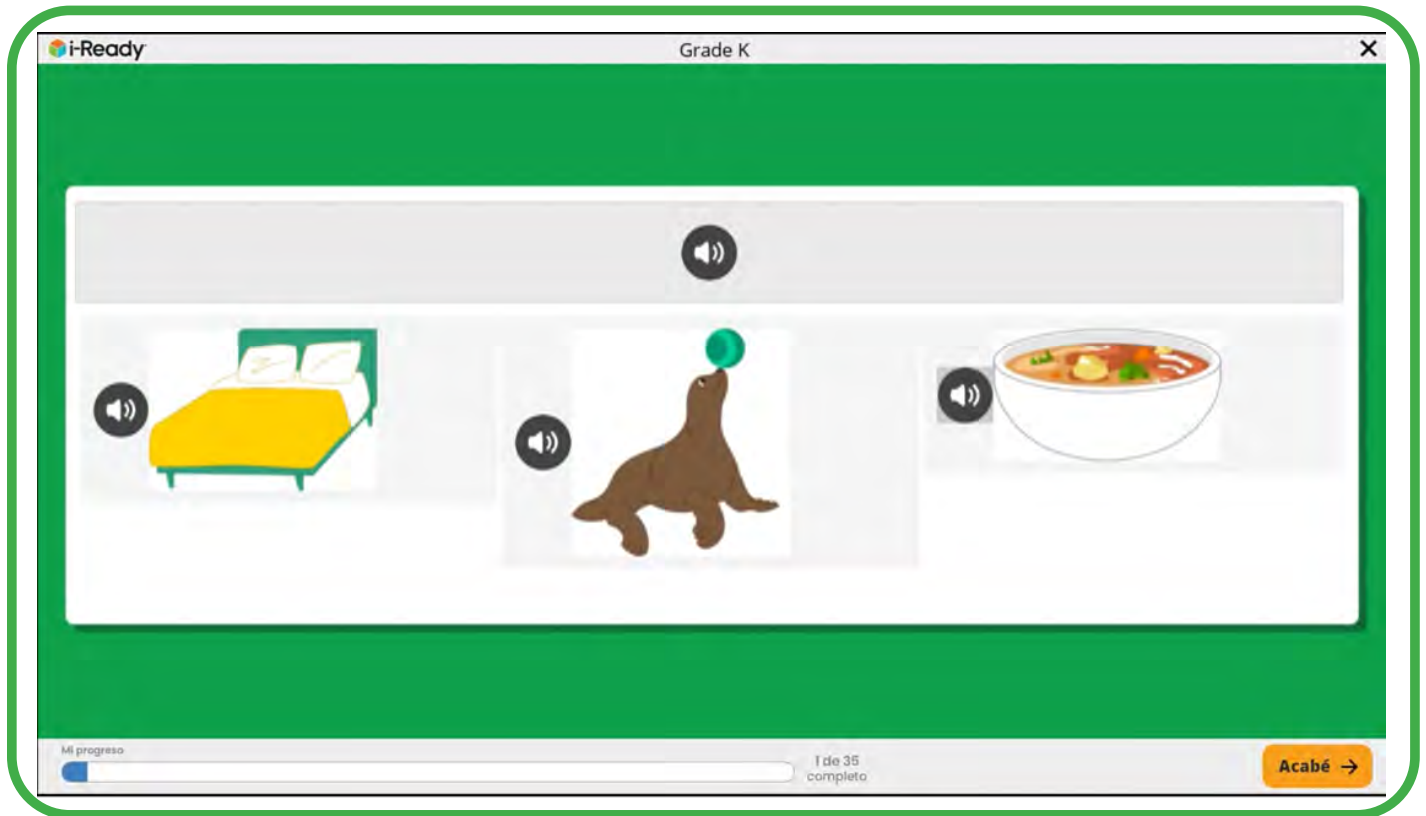 i-Ready
Grade K
Mi progreso
1 de 35
completo
Acabé